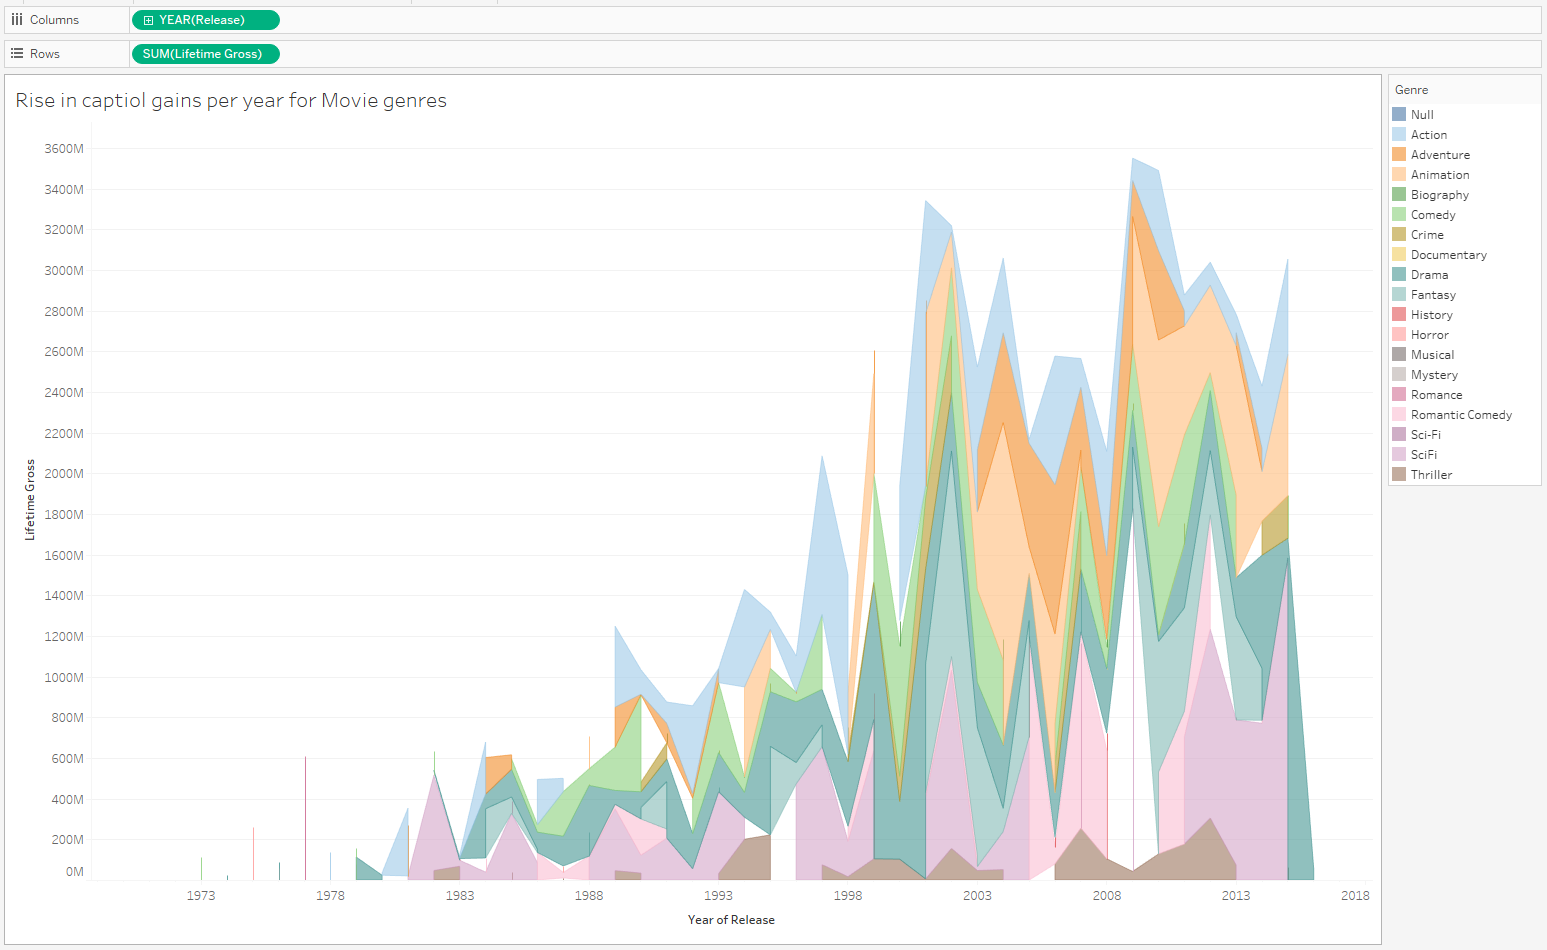 Columns
YEAR(Release)
Rows
SUM(Lifetime Gross)
Rise in captiol gains per year for Movie genres
Genre
Null
Action
Adventure
Animation
Biography
Comedy
Crime
Documentary
Drama
Fantasy
History
Horror
Musical
Mystery
Romance
Romantic Comedy
Sci-Fi
SciFi
Thriller
3600M
3400M
3200M
3000M
2800M
2600M
2400M
2200M
2000M
1800M
1600M
1400M
1200M
1000M
800M
600M
400M
200M
0M
Lifetime Gross
1973 1978 1983 1988 1993 1998 2003 2008 2013 2018
Year of Release